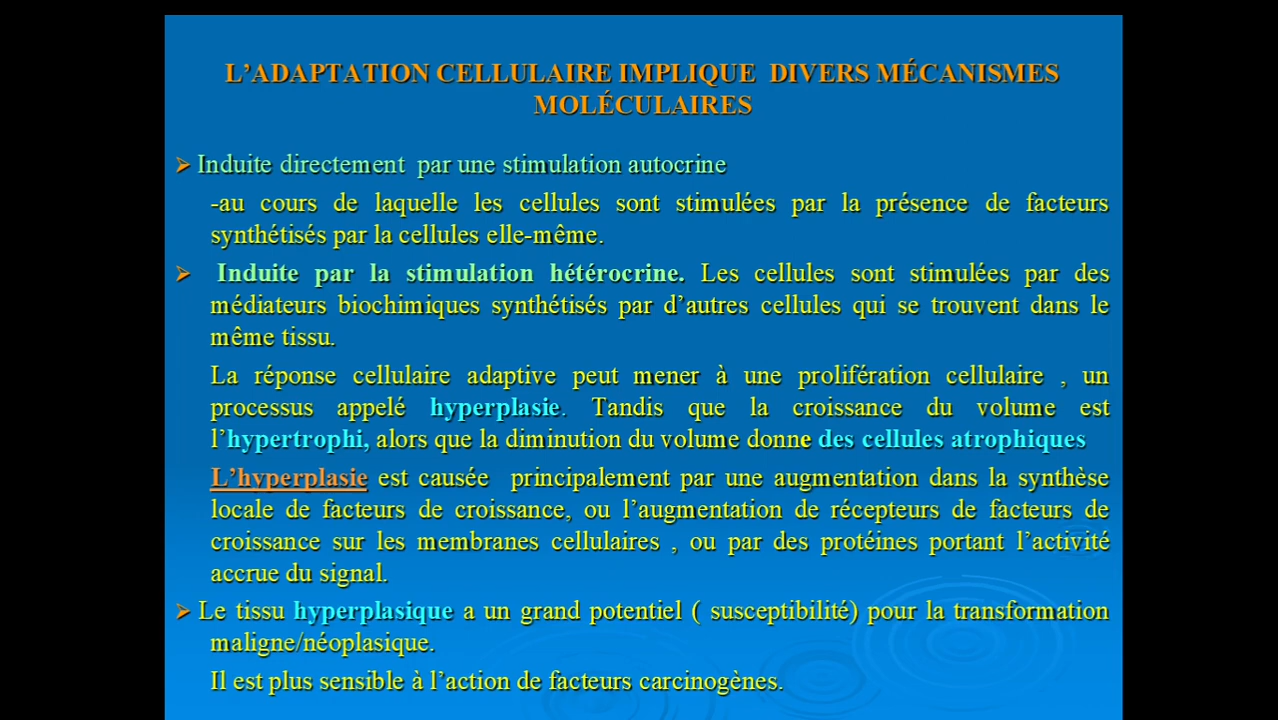 L’ADAPTATION CELLULAIRE IMPLIQUE DIVERS MÉCANISMES
MOLÉCULAIRES
➢ Induite directement par une stimulation autocrine
-au cours de laquelle les cellules sont stimulées par la présence de facteurs
synthétisés par la cellules elle-même.
➢ Induite par la stimulation hétérocrine. Les cellules sont stimulées par des
médiateurs biochimiques synthétisés par d’autres cellules qui se trouvent dans le
même tissu.
La réponse cellulaire adaptive peut mener à une prolifération cellulaire , un
processus appelé hyperplasie. Tandis que la croissance du volume est
l’hypertrophi, alors que la diminution du volume donne des cellules atrophiques
L’hyperplasie est causée principalement par une augmentation dans la synthèse
locale de facteurs de croissance, ou l’augmentation de récepteurs de facteurs de
croissance sur les membranes cellulaires , ou par des protéines portant l’activité
accrue du signal.
➢ Le tissu hyperplasique a un grand potentiel ( susceptibilité) pour la transformation
maligne/néoplasique.
Il est plus sensible à l’action de facteurs carcinogènes.